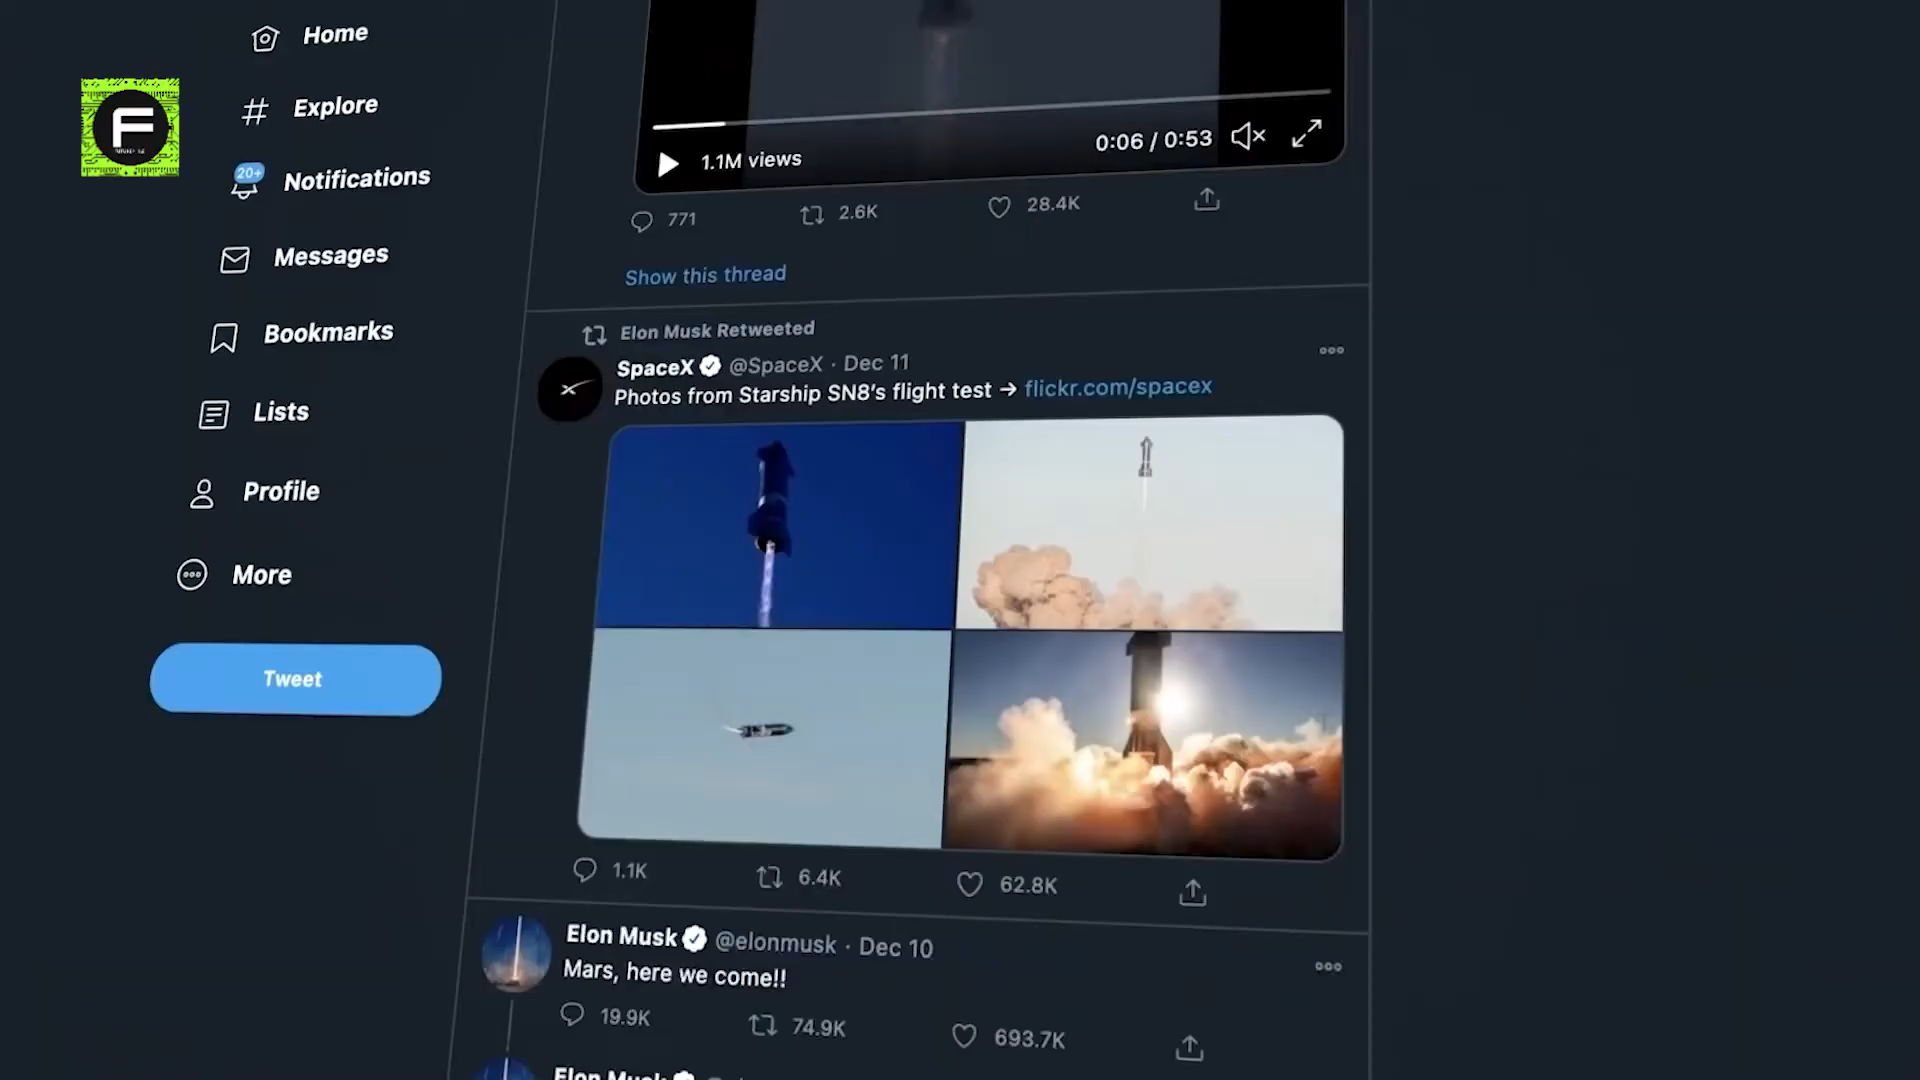 Home
Explore
20+
Notifications
Messages
Bookmarks
Lists
Profile
More
Tweet
F
1.1M views
0:06 / 0:53
771
2.6K
28.4K
Show this thread
Elon Musk Retweeted
SpaceX @SpaceX · Dec 11
Photos from Starship SN8's flight test → flickr.com/spacex
1.1K
6.4K
62.8K
Elon Musk @elonmusk · Dec 10
Mars, here we come!!
19.9K
74.9K
693.7K
Elon Musk